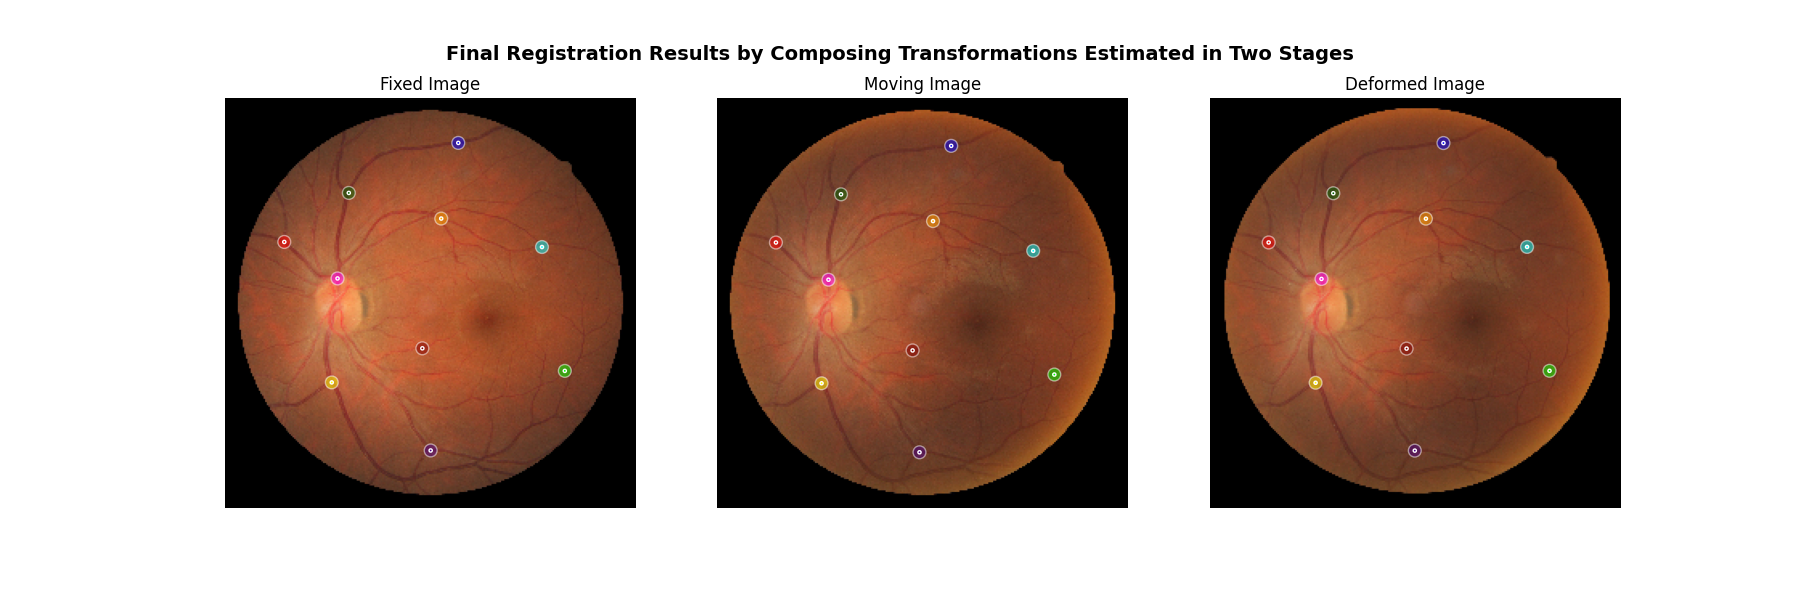 Final Registration Results by Composing Transformations Estimated in Two Stages
Fixed Image
Moving Image
Deformed Image